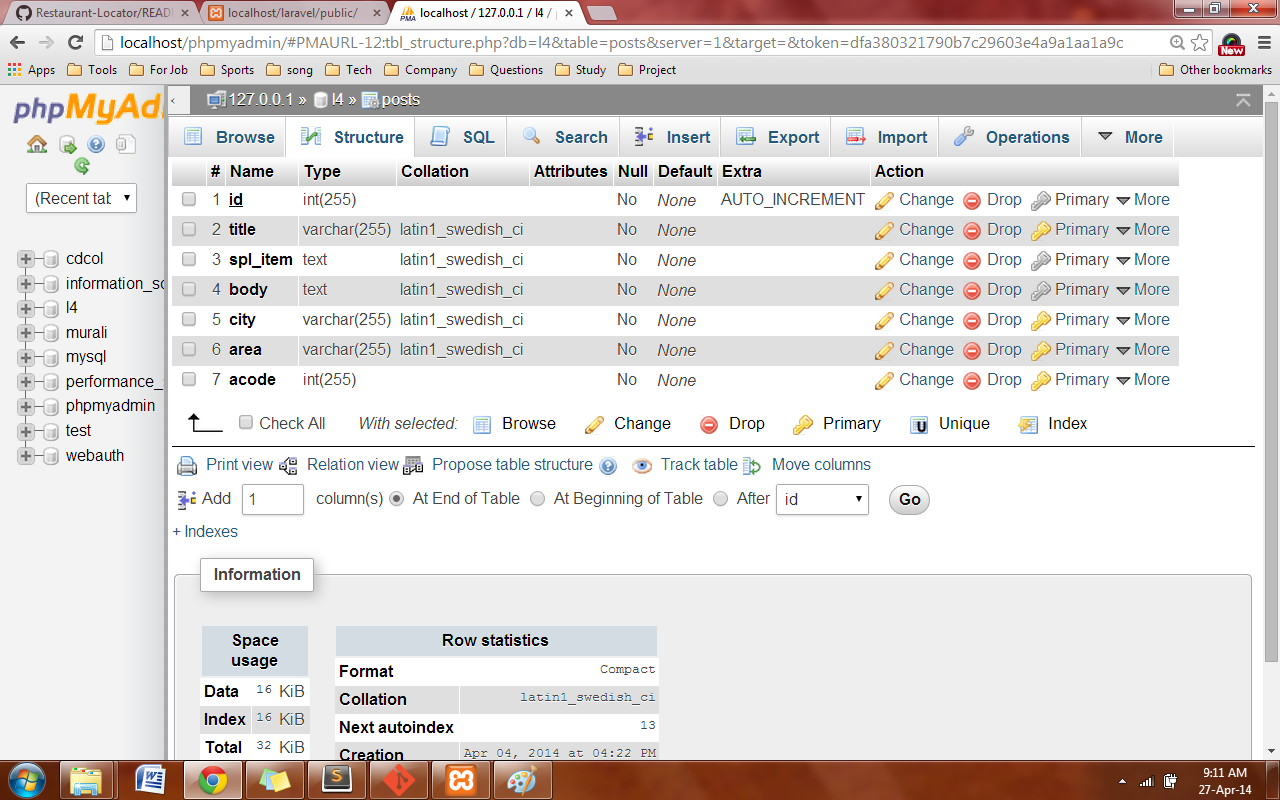 Restaurant-Locator/READ
localhost/laravel/public/
localhost / 127.0.0.1 / l4 /
localhost/phpmyadmin/#PMAURL-12:tbl_structure.php?db=l4&table=posts&server=1&target=&token=dfa380321790b7c29603e4a9a1aa1a9c
New
Apps Tools For Job Sports song Tech Company Questions Study Project Other bookmarks
phpMyAd
(Recent tab
cdcol
information_sc
l4
murali
mysql
performance_
phpmyadmin
test
webauth
127.0.0.1 » l4 » posts
Browse Structure SQL Search Insert Export Import Operations More
# Name Type Collation Attributes Null Default Extra Action
1 id int(255) No None AUTO_INCREMENT Change Drop Primary More
2 title varchar(255) latin1_swedish_ci No None Change Drop Primary More
3 spl_item text latin1_swedish_ci No None Change Drop Primary More
4 body text latin1_swedish_ci No None Change Drop Primary More
5 city varchar(255) latin1_swedish_ci No None Change Drop Primary More
6 area varchar(255) latin1_swedish_ci No None Change Drop Primary More
7 acode int(255) No None Change Drop Primary More
Check All With selected: Browse Change Drop Primary Unique Index
Print view Relation view Propose table structure Track table Move columns
Add 1 column(s) At End of Table At Beginning of Table After id Go
+ Indexes
Information
Space usage
Data 16 KiB
Index 16 KiB
Total 32 KiB
Row statistics
Format Compact
Collation latin1_swedish_ci
Next autoindex 13
Creation Apr 04, 2014 at 04:22 PM
9:11 AM
27-Apr-14